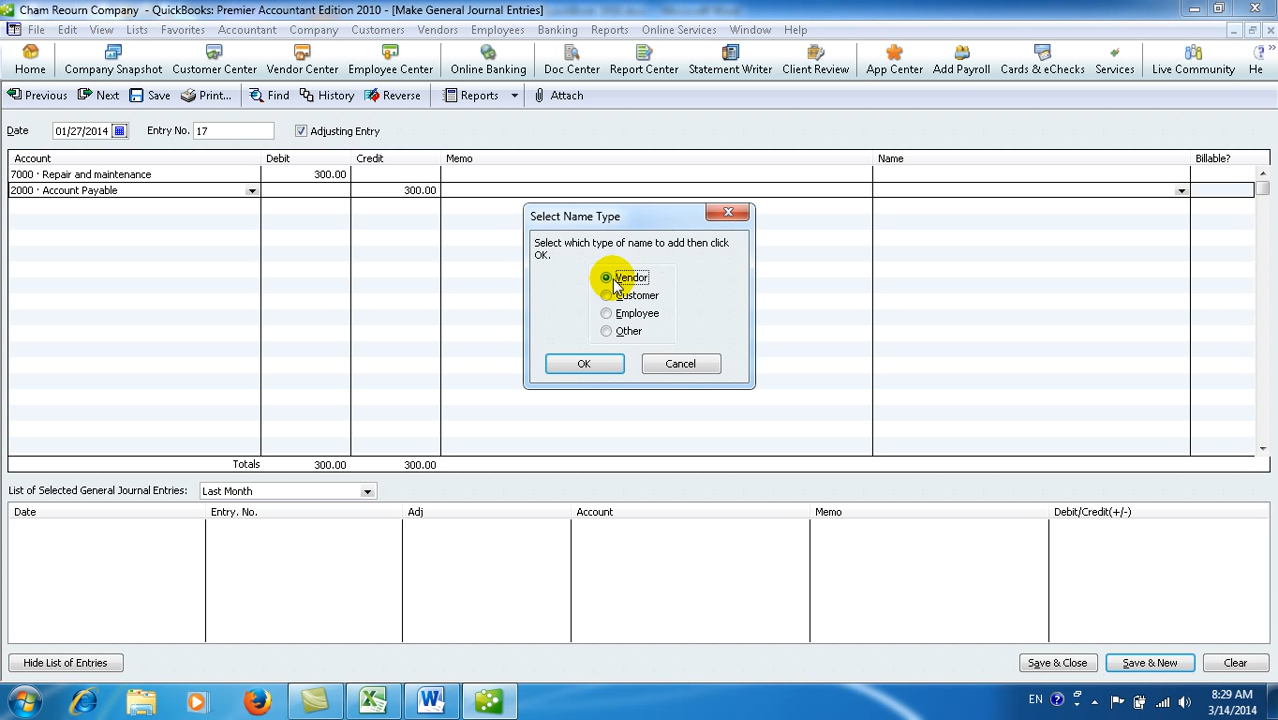 Cham Reourn Company - QuickBooks: Premier Accountant Edition 2010 - [Make General Journal Entries]
File Edit View Lists Favorites Accountant Company Customers Vendors Employees Banking Reports Online Services Window Help
Home Company Snapshot Customer Center Vendor Center Employee Center Online Banking Doc Center Report Center Statement Writer Client Review App Center Add Payroll Cards & eChecks Services Live Community He
Previous Next Save Print... Find History Reverse Reports Attach
Date 01/27/2014 Entry No. 17 Adjusting Entry
Account Debit Credit Memo Name Billable?
7000 · Repair and maintenance 300.00
2000 · Account Payable 300.00
Select Name Type
Select which type of name to add then click
OK.
Vendor
Customer
Employee
Other
OK Cancel
Totals 300.00 300.00
List of Selected General Journal Entries: Last Month
Date Entry. No. Adj Account Memo Debit/Credit(+/-)
Hide List of Entries Save & Close Save & New Clear
EN 8:29 AM
3/14/2014